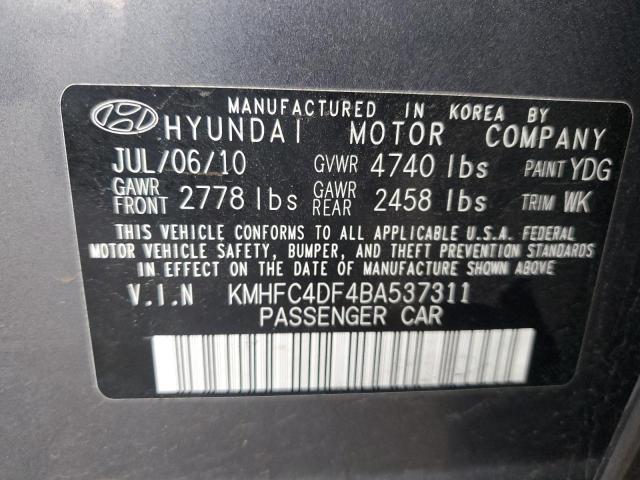 MANUFACTURED IN KOREA BY
HYUNDAI MOTOR COMPANY
JUL/06/10 GVWR 4740 lbs PAINT YDG
GAWR FRONT 2778 lbs GAWR REAR 2458 lbs TRIM WK
THIS VEHICLE CONFORMS TO ALL APPLICABLE U.S.A. FEDERAL
MOTOR VEHICLE SAFETY, BUMPER, AND THEFT PREVENTION STANDARDS
IN EFFECT ON THE DATE OF MANUFACTURE SHOWN ABOVE
V.I.N KMHFC4DF4BA537311
PASSENGER CAR